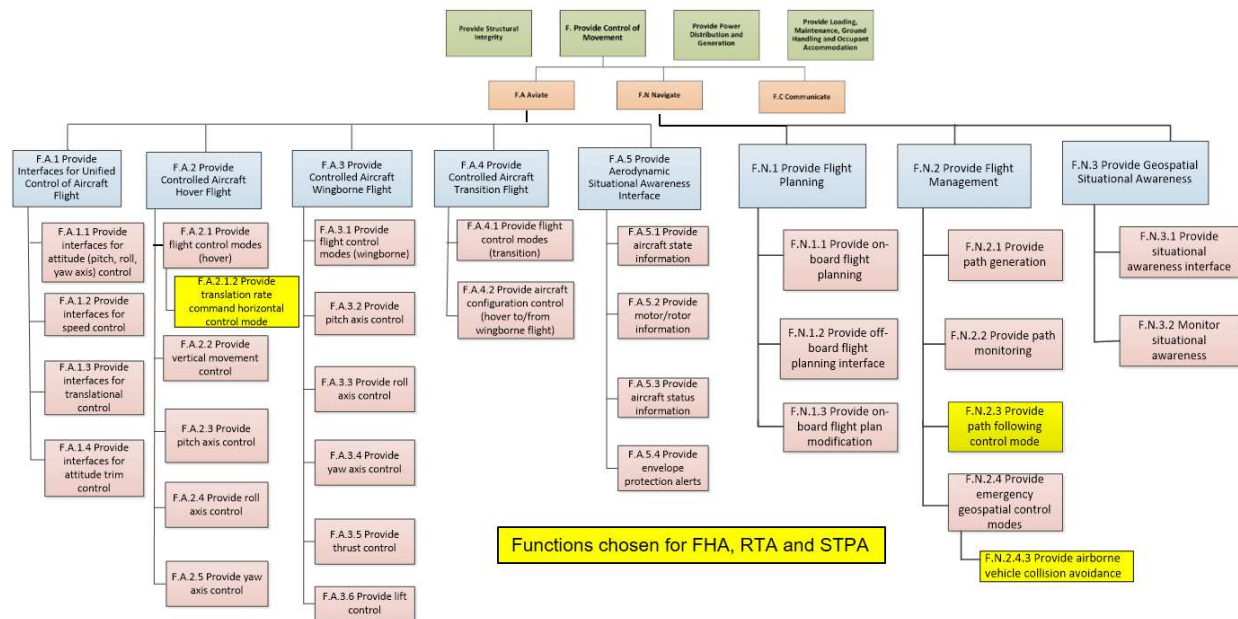 Provide Structural
Integrity
F. Provide Control of
Movement
Provide Power
Distribution and
Generation
Provide Loading,
Maintenance, Ground
Handling and Occupant
Accommodation
F.A Aviate
F.N Navigate
F.C Communicate
F.A.1 Provide
Interfaces for Unified
Control of Aircraft
Flight
F.A.2 Provide
Controlled Aircraft
Hover Flight
F.A.3 Provide
Controlled Aircraft
Wingborne Flight
F.A.4 Provide
Controlled Aircraft
Transition Flight
F.A.5 Provide
Aerodynamic
Situational Awareness
Interface
F.N.1 Provide Flight
Planning
F.N.2 Provide Flight
Management
F.N.3 Provide Geospatial
Situational Awareness
F.A.1.1 Provide
interfaces for
attitude (pitch, roll,
yaw axis) control
F.A.1.2 Provide
interfaces for
speed control
F.A.1.3 Provide
interfaces for
translational
control
F.A.1.4 Provide
interfaces for
attitude trim
control
F.A.2.1 Provide
flight control modes
(hover)
F.A.2.1.2 Provide
translation rate
command horizontal
control mode
F.A.2.2 Provide
vertical movement
control
F.A.2.3 Provide
pitch axis control
F.A.2.4 Provide roll
axis control
F.A.2.5 Provide yaw
axis control
F.A.3.1 Provide
flight control
modes (wingborne)
F.A.3.2 Provide
pitch axis control
F.A.3.3 Provide roll
axis control
F.A.3.4 Provide
yaw axis control
F.A.3.5 Provide
thrust control
F.A.3.6 Provide lift
control
F.A.4.1 Provide flight
control modes
(transition)
F.A.4.2 Provide aircraft
configuration control
(hover to/from
wingborne flight)
F.A.5.1 Provide
aircraft state
information
F.A.5.2 Provide
motor/rotor
information
F.A.5.3 Provide
aircraft status
information
F.A.5.4 Provide
envelope
protection alerts
F.N.1.1 Provide on-
board flight
planning
F.N.1.2 Provide off-
board flight
planning interface
F.N.1.3 Provide on-
board flight plan
modification
F.N.2.1 Provide
path generation
F.N.2.2 Provide path
monitoring
F.N.2.3 Provide
path following
control mode
F.N.2.4 Provide
emergency
geospatial control
modes
F.N.2.4.3 Provide airborne
vehicle collision avoidance
F.N.3.1 Provide
situational
awareness interface
F.N.3.2 Monitor
situational
awareness
Functions chosen for FHA, RTA and STPA